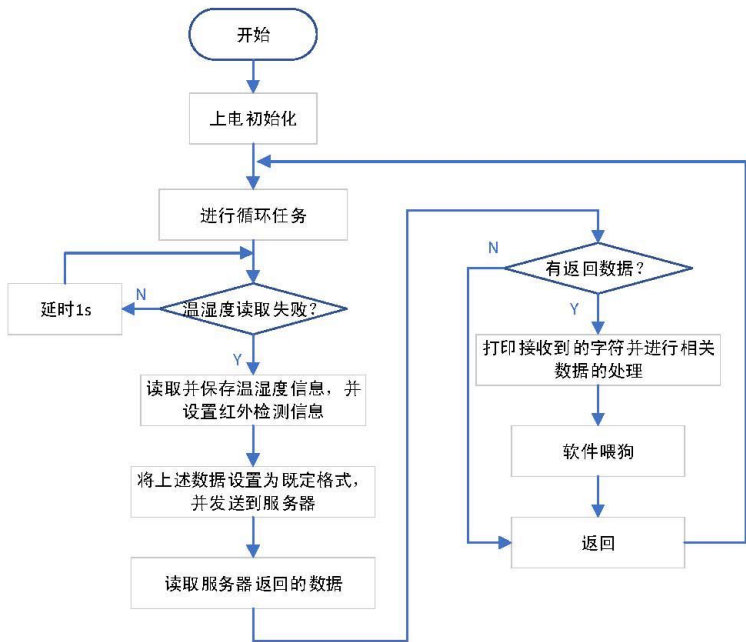 开始
上电初始化
进行循环任务
温湿度读取失败？
N
延时1s
Y
读取并保存温湿度信息，并
设置红外检测信息
将上述数据设置为既定格式，
并发送到服务器
读取服务器返回的数据
有返回数据？
N
Y
打印接收到的字符并进行相关
数据的处理
软件喂狗
返回